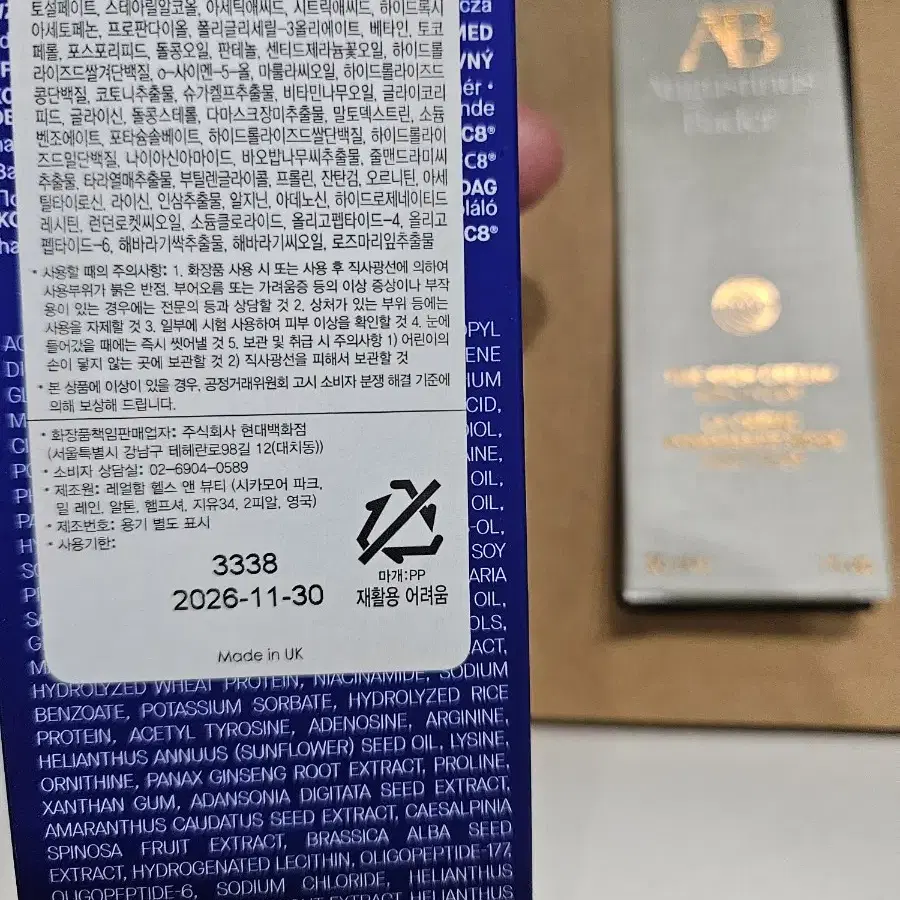 토설페이트, 스테아릴알코올, 아세틱애씨드, 시트릭애씨드, 하이드록시
아세토페논, 프로판다이올, 폴리글리세릴-3올리에이트, 베타인, 토코
페롤, 포스포리피드, 돌콩오일, 판테놀, 센티드제라늄꽃오일, 하이드롤
라이즈드쌀겨단백질, o-사이멘-5-올, 마룰라씨오일, 하이드롤라이즈드
콩단백질, 코토니추출물, 슈가켈프추출물, 비타민나무오일, 글라이코리
피드, 글라이신, 돌콩스테롤, 다마스크장미추출물, 말토덱스트린, 소듐
벤조에이트, 포타슘솔베이트, 하이드롤라이즈드쌀단백질, 하이드롤라이
즈드밀단백질, 나이아신아마이드, 바오밥나무씨추출물, 줄맨드라미씨
추출물, 타라열매추출물, 부틸렌글라이콜, 프롤린, 잔탄검, 오르니틴, 아세
틸타이로신, 라이신, 인삼추출물, 알지닌, 아데노신, 하이드로제네이티드
레시틴, 런던로켓씨오일, 소듐클로라이드, 올리고펩타이드-4, 올리고
펩타이드-6, 해바라기싹추출물, 해바라기씨오일, 로즈마리잎추출물
* 사용할 때의 주의사항: 1. 화장품 사용 시 또는 사용 후 직사광선에 의하여
사용부위가 붉은 반점, 부어오름 또는 가려움증 등의 이상 증상이나 부작
용이 있는 경우에는 전문의 등과 상담할 것 2. 상처가 있는 부위 등에는
사용을 자제할 것 3. 일부에 시험 사용하여 피부 이상을 확인할 것 4. 눈에
들어갔을 때에는 즉시 씻어낼 것 5. 보관 및 취급 시 주의사항 1) 어린이의
손이 닿지 않는 곳에 보관할 것 2) 직사광선을 피해서 보관할 것
* 본 상품에 이상이 있을 경우, 공정거래위원회 고시 소비자 분쟁 해결 기준에
의해 보상해 드립니다.
• 화장품책임판매업자: 주식회사 현대백화점
(서울특별시 강남구 테헤란로98길 12(대치동))
• 소비자 상담실: 02-6904-0589
• 제조원: 레얼함 헬스 앤 뷰티 (시카모어 파크,
밀 레인, 알톤, 햄프셔, 지유34, 2피알, 영국)
• 제조번호: 용기 별도 표시
• 사용기한:
3338
2026-11-30
마개:PP
재활용 어려움
Made in UK
cza
MED
VNÝ
ér •
nde
C8®
C8®
DAG
oláló
C8®
OPYL
ENE
IUM
CID,
DIOL,
AINE,
OIL,
OIL,
-OL,
SOY
ARIA
OIL,
OLS,
ACT,
HYDROLYZED WHEAT PROTEIN, NIACINAMIDE, SODIUM
BENZOATE, POTASSIUM SORBATE, HYDROLYZED RICE
PROTEIN, ACETYL TYROSINE, ADENOSINE, ARGININE,
HELIANTHUS ANNUUS (SUNFLOWER) SEED OIL, LYSINE,
ORNITHINE, PANAX GINSENG ROOT EXTRACT, PROLINE,
XANTHAN GUM, ADANSONIA DIGITATA SEED EXTRACT,
AMARANTHUS CAUDATUS SEED EXTRACT, CAESALPINIA
SPINOSA FRUIT EXTRACT, BRASSICA ALBA SEED
EXTRACT, HYDROGENATED LECITHIN, OLIGOPEPTIDE-177,
OLIGOPEPTIDE-6, SODIUM CHLORIDE, HELIANTHUS
AB
Augustinus
Bader